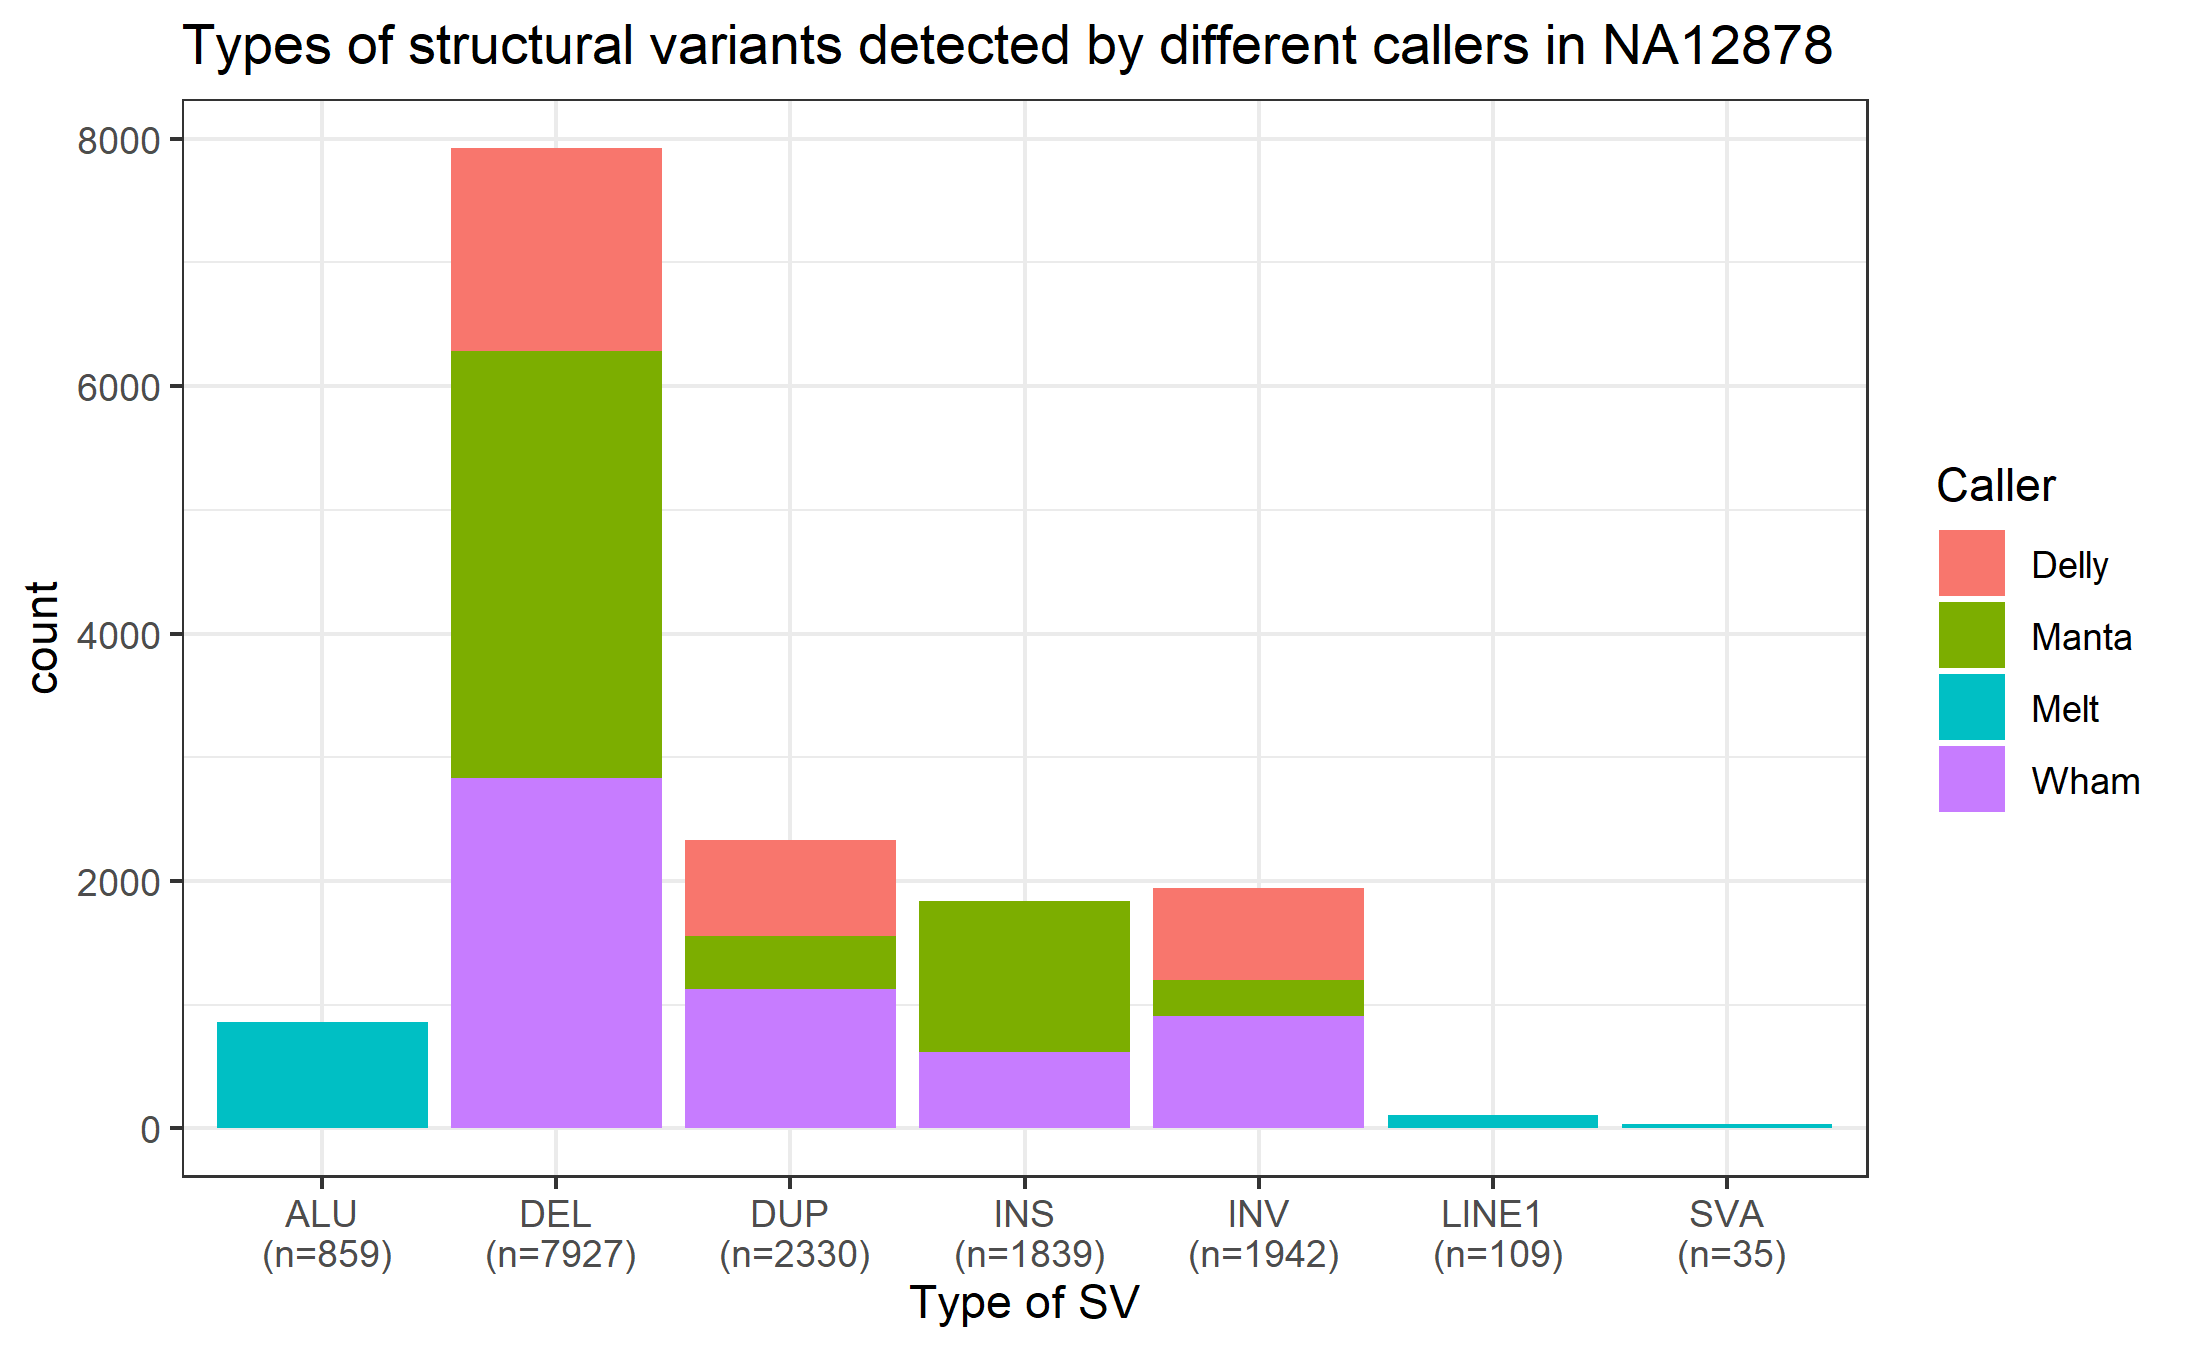 Types of structural variants detected by different callers in NA12878
8000
6000
4000
2000
0
count
ALU
(n=859)
DEL
(n=7927)
DUP
(n=2330)
INS
(n=1839)
INV
(n=1942)
LINE1
(n=109)
SVA
(n=35)
Type of SV
Caller
Delly
Manta
Melt
Wham